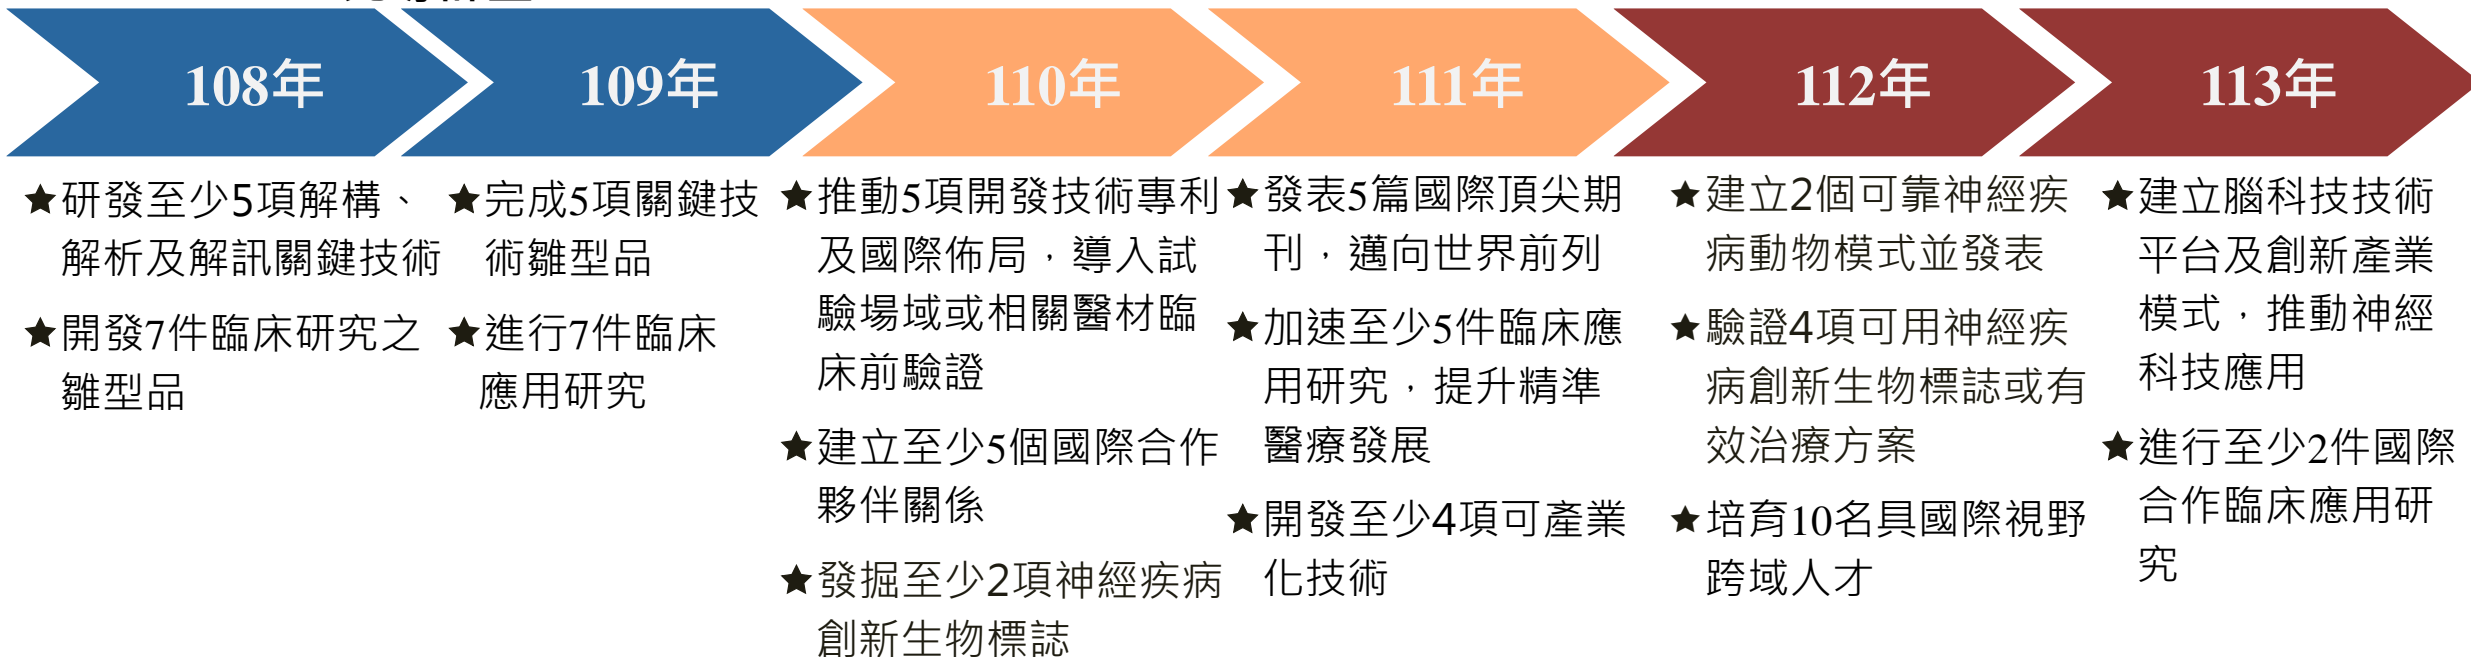 108年
109年
110年
111年
112年
113年
★研發至少5項解構、
解析及解訊關鍵技術
★開發7件臨床研究之
雛型品
★完成5項關鍵技
術雛型品
★進行7件臨床
應用研究
★推動5項開發技術專利
及國際佈局，導入試
驗場域或相關醫材臨
床前驗證
★建立至少5個國際合作
夥伴關係
★發掘至少2項神經疾病
創新生物標誌
★發表5篇國際頂尖期
刊，邁向世界前列
★加速至少5件臨床應
用研究，提升精準
醫療發展
★開發至少4項可產業
化技術
★建立2個可靠神經疾
病動物模式並發表
★驗證4項可用神經疾
病創新生物標誌或有
效治療方案
★培育10名具國際視野
跨域人才
★建立腦科技技術
平台及創新產業
模式，推動神經
科技應用
★進行至少2件國際
合作臨床應用研
究